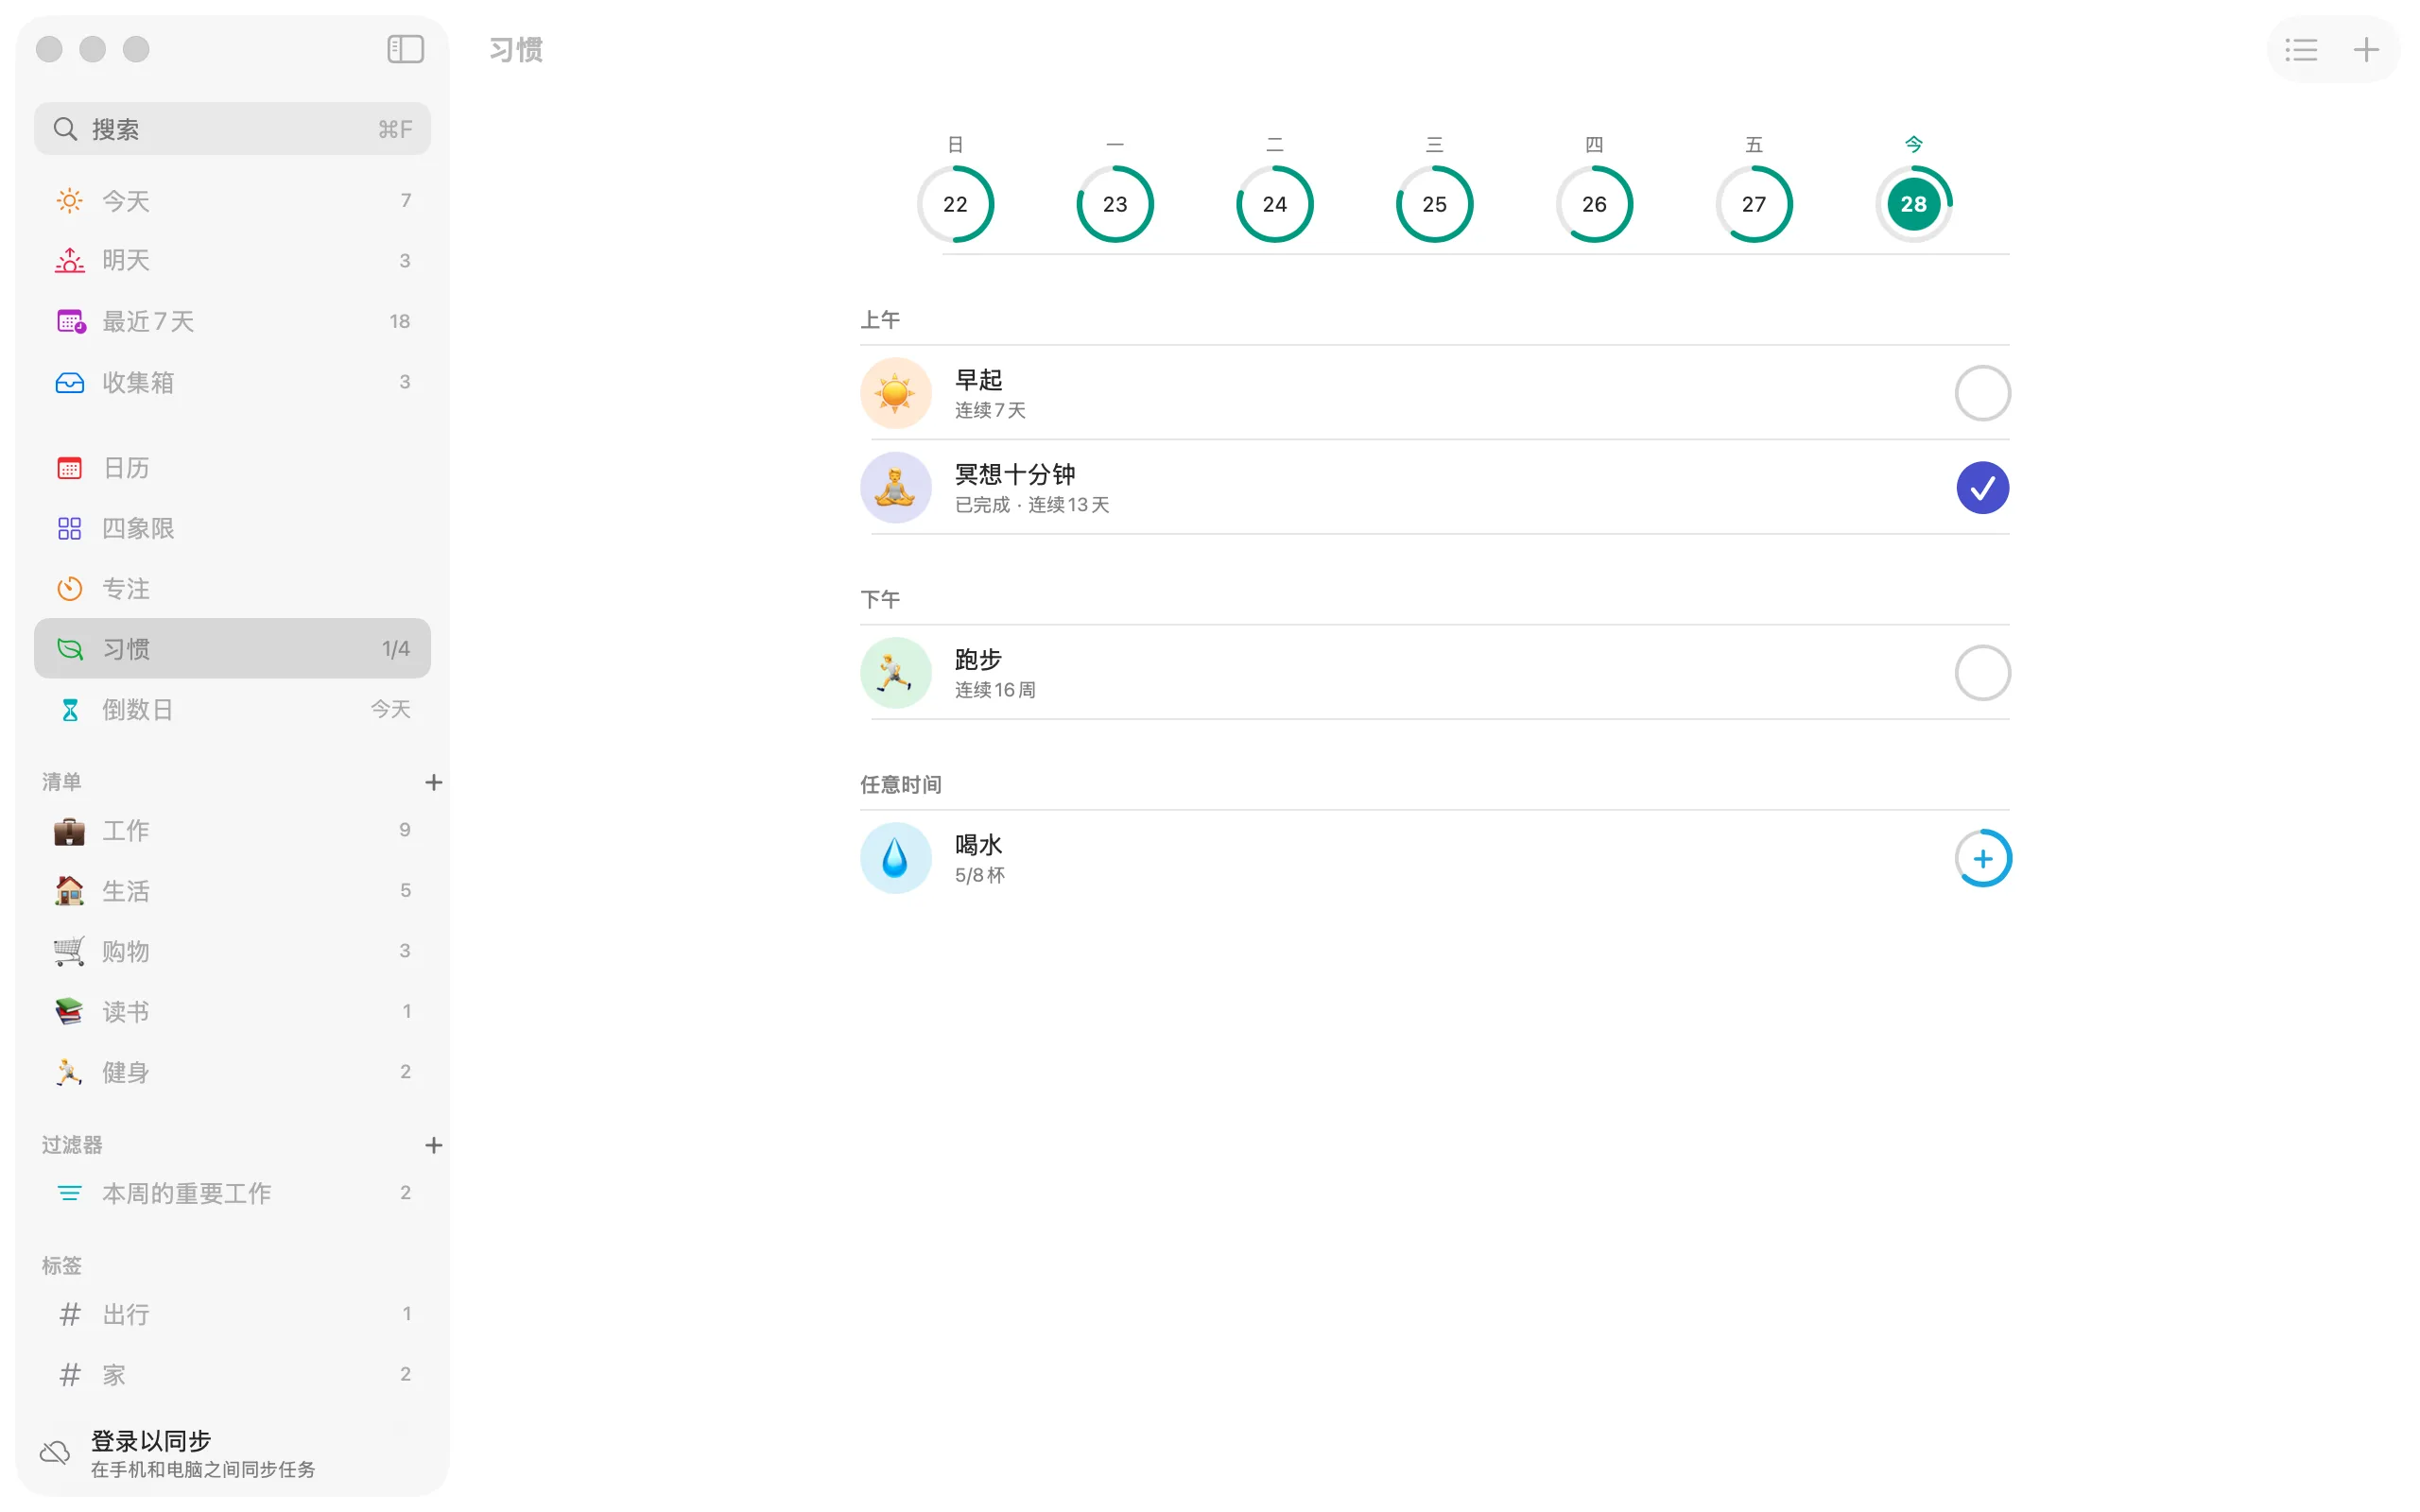 搜索 ⌘F
今天 7
明天 3
最近7天 18
收集箱 3
日历
四象限
专注
习惯 1/4
倒数日 今天
清单
工作 9
生活 5
购物 3
读书 1
健身 2
过滤器
本周的重要工作 2
标签
# 出行 1
# 家 2
登录以同步
在手机和电脑之间同步任务
习惯
日 一 二 三 四 五 今
22 23 24 25 26 27 28
上午
早起
连续7天
冥想十分钟
已完成 · 连续13天
下午
跑步
连续16周
任意时间
喝水
5/8杯